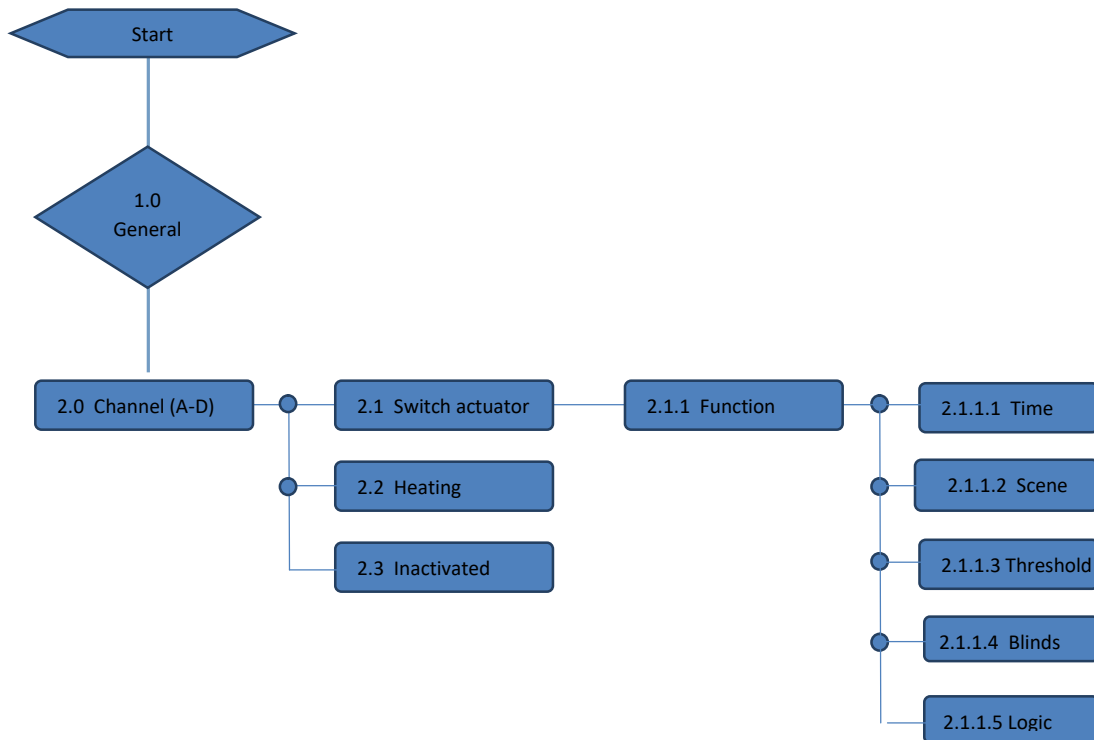 Start
1.0
General
2.0  Channel (A-D)
2.1  Switch actuator
2.1.1  Function
2.1.1.1  Time
2.2  Heating
2.1.1.2  Scene
2.3  Inactivated
2.1.1.3 Threshold
2.1.1.4  Blinds
2.1.1.5 Logic